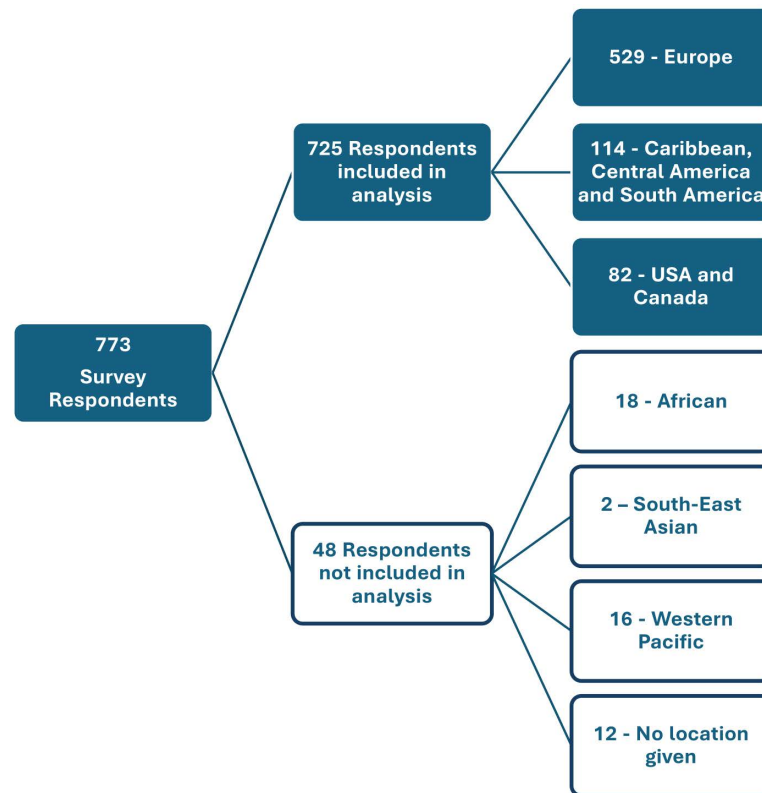 773
Survey
Respondents
725 Respondents
included in
analysis
529 - Europe
114 - Caribbean,
Central America
and South America
82 - USA and
Canada
48 Respondents
not included in
analysis
18 - African
2 – South-East
Asian
16 - Western
Pacific
12 - No location
given